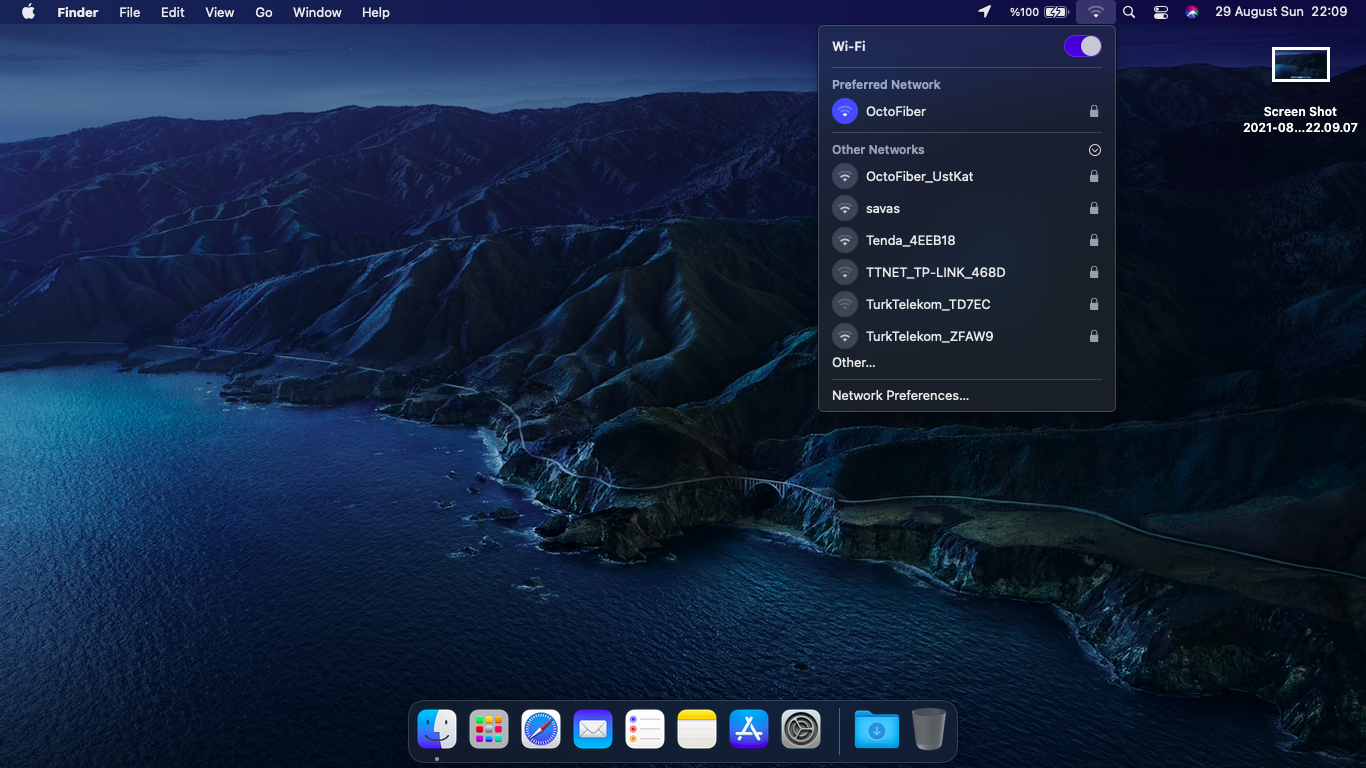 Finder File Edit View Go Window Help %100 29 August Sun 22:09
Wi-Fi
Preferred Network
OctoFiber
Other Networks
OctoFiber_UstKat
savas
Tenda_4EEB18
TTNET_TP-LINK_468D
TurkTelekom_TD7EC
TurkTelekom_ZFAW9
Other...
Network Preferences...
Screen Shot
2021-08...22.09.07